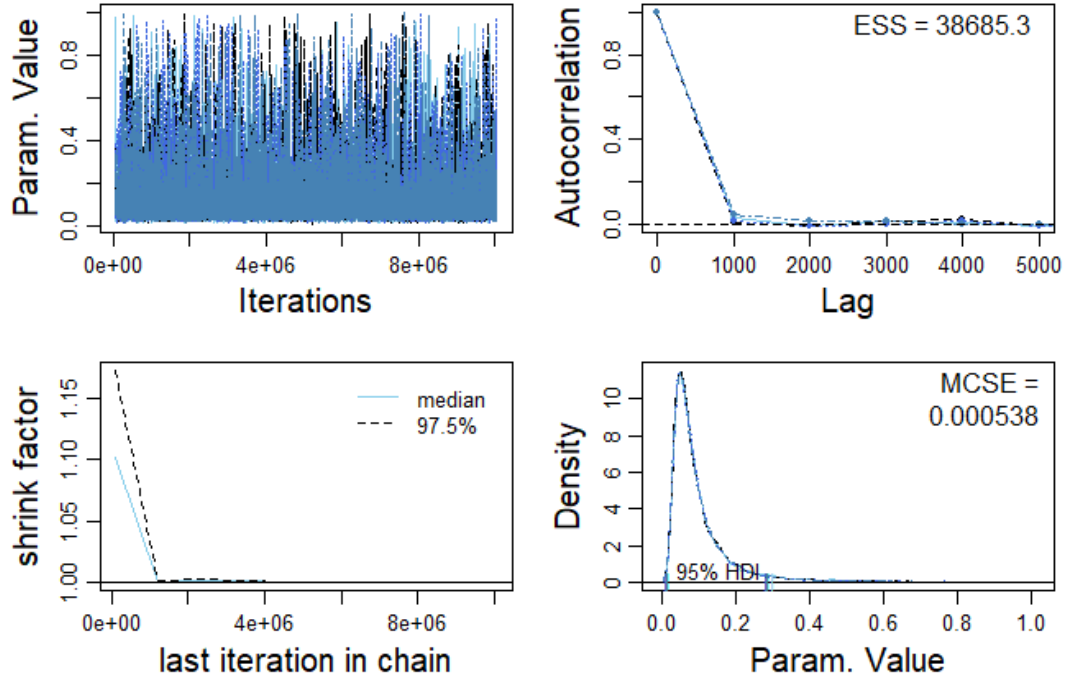 Param. Value
0.0 0.4 0.8
0e+00 4e+06 8e+06
Iterations
Autocorrelation
0.0 0.4 0.8
ESS = 38685.3
0 1000 2000 3000 4000 5000
Lag
shrink factor
1.00 1.05 1.10 1.15
median
97.5%
0e+00 4e+06 8e+06
last iteration in chain
Density
0 2 4 6 8 10
MCSE =
0.000538
95% HDI
0.0 0.2 0.4 0.6 0.8 1.0
Param. Value